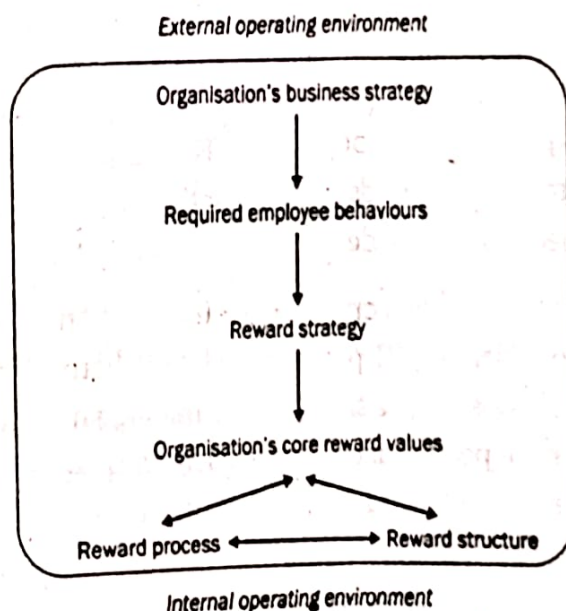 External operating environment
Organisation's business strategy
Required employee behaviours
Reward strategy
Organisation's core reward values
Reward process
Reward structure
Internal operating environment